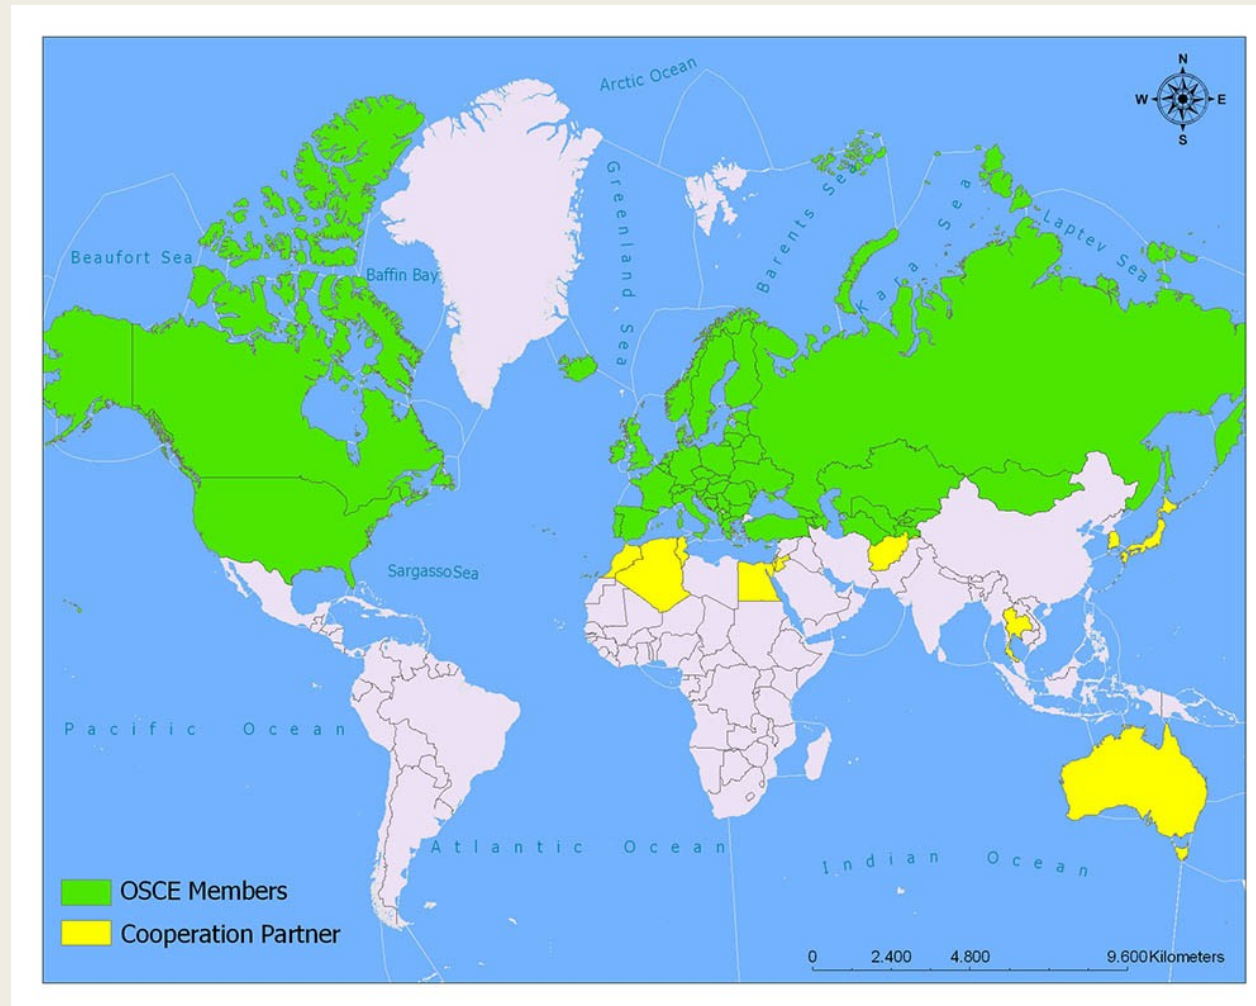 N
W E
S
Arctic Ocean
Greenland Sea
Barents Sea
Kara Sea
Laptev Sea
Beaufort Sea
Baffin Bay
Sargasso Sea
Pacific Ocean
Atlantic Ocean
Indian Ocean
OSCE Members
Cooperation Partner
0 2.400 4.800 9.600 Kilometers